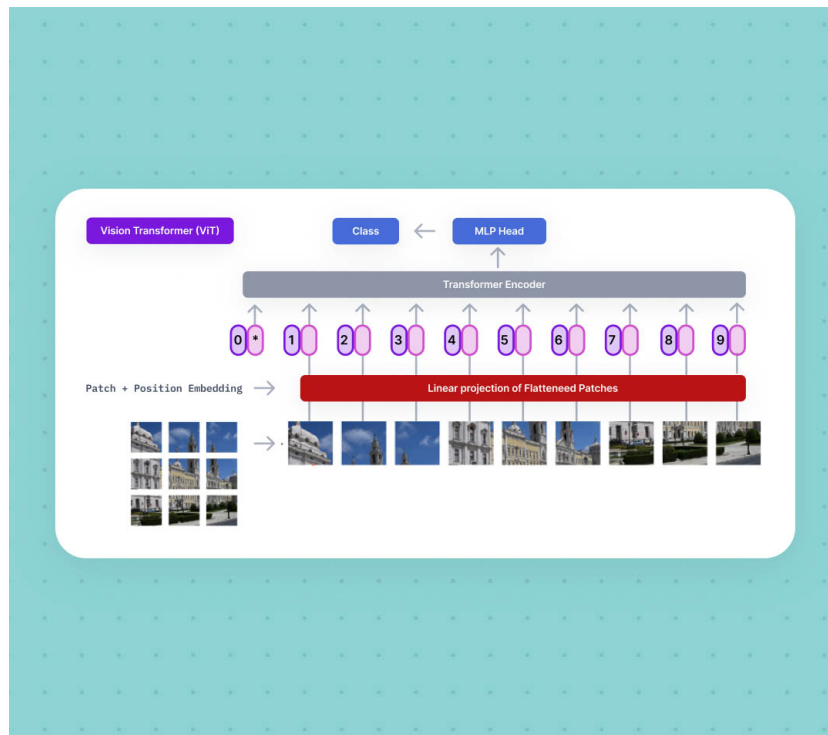 Vision Transformer (ViT)
Class
MLP Head
Transformer Encoder
0 * 1 2 3 4 5 6 7 8 9
Patch + Position Embedding
Linear projection of Flatteneed Patches